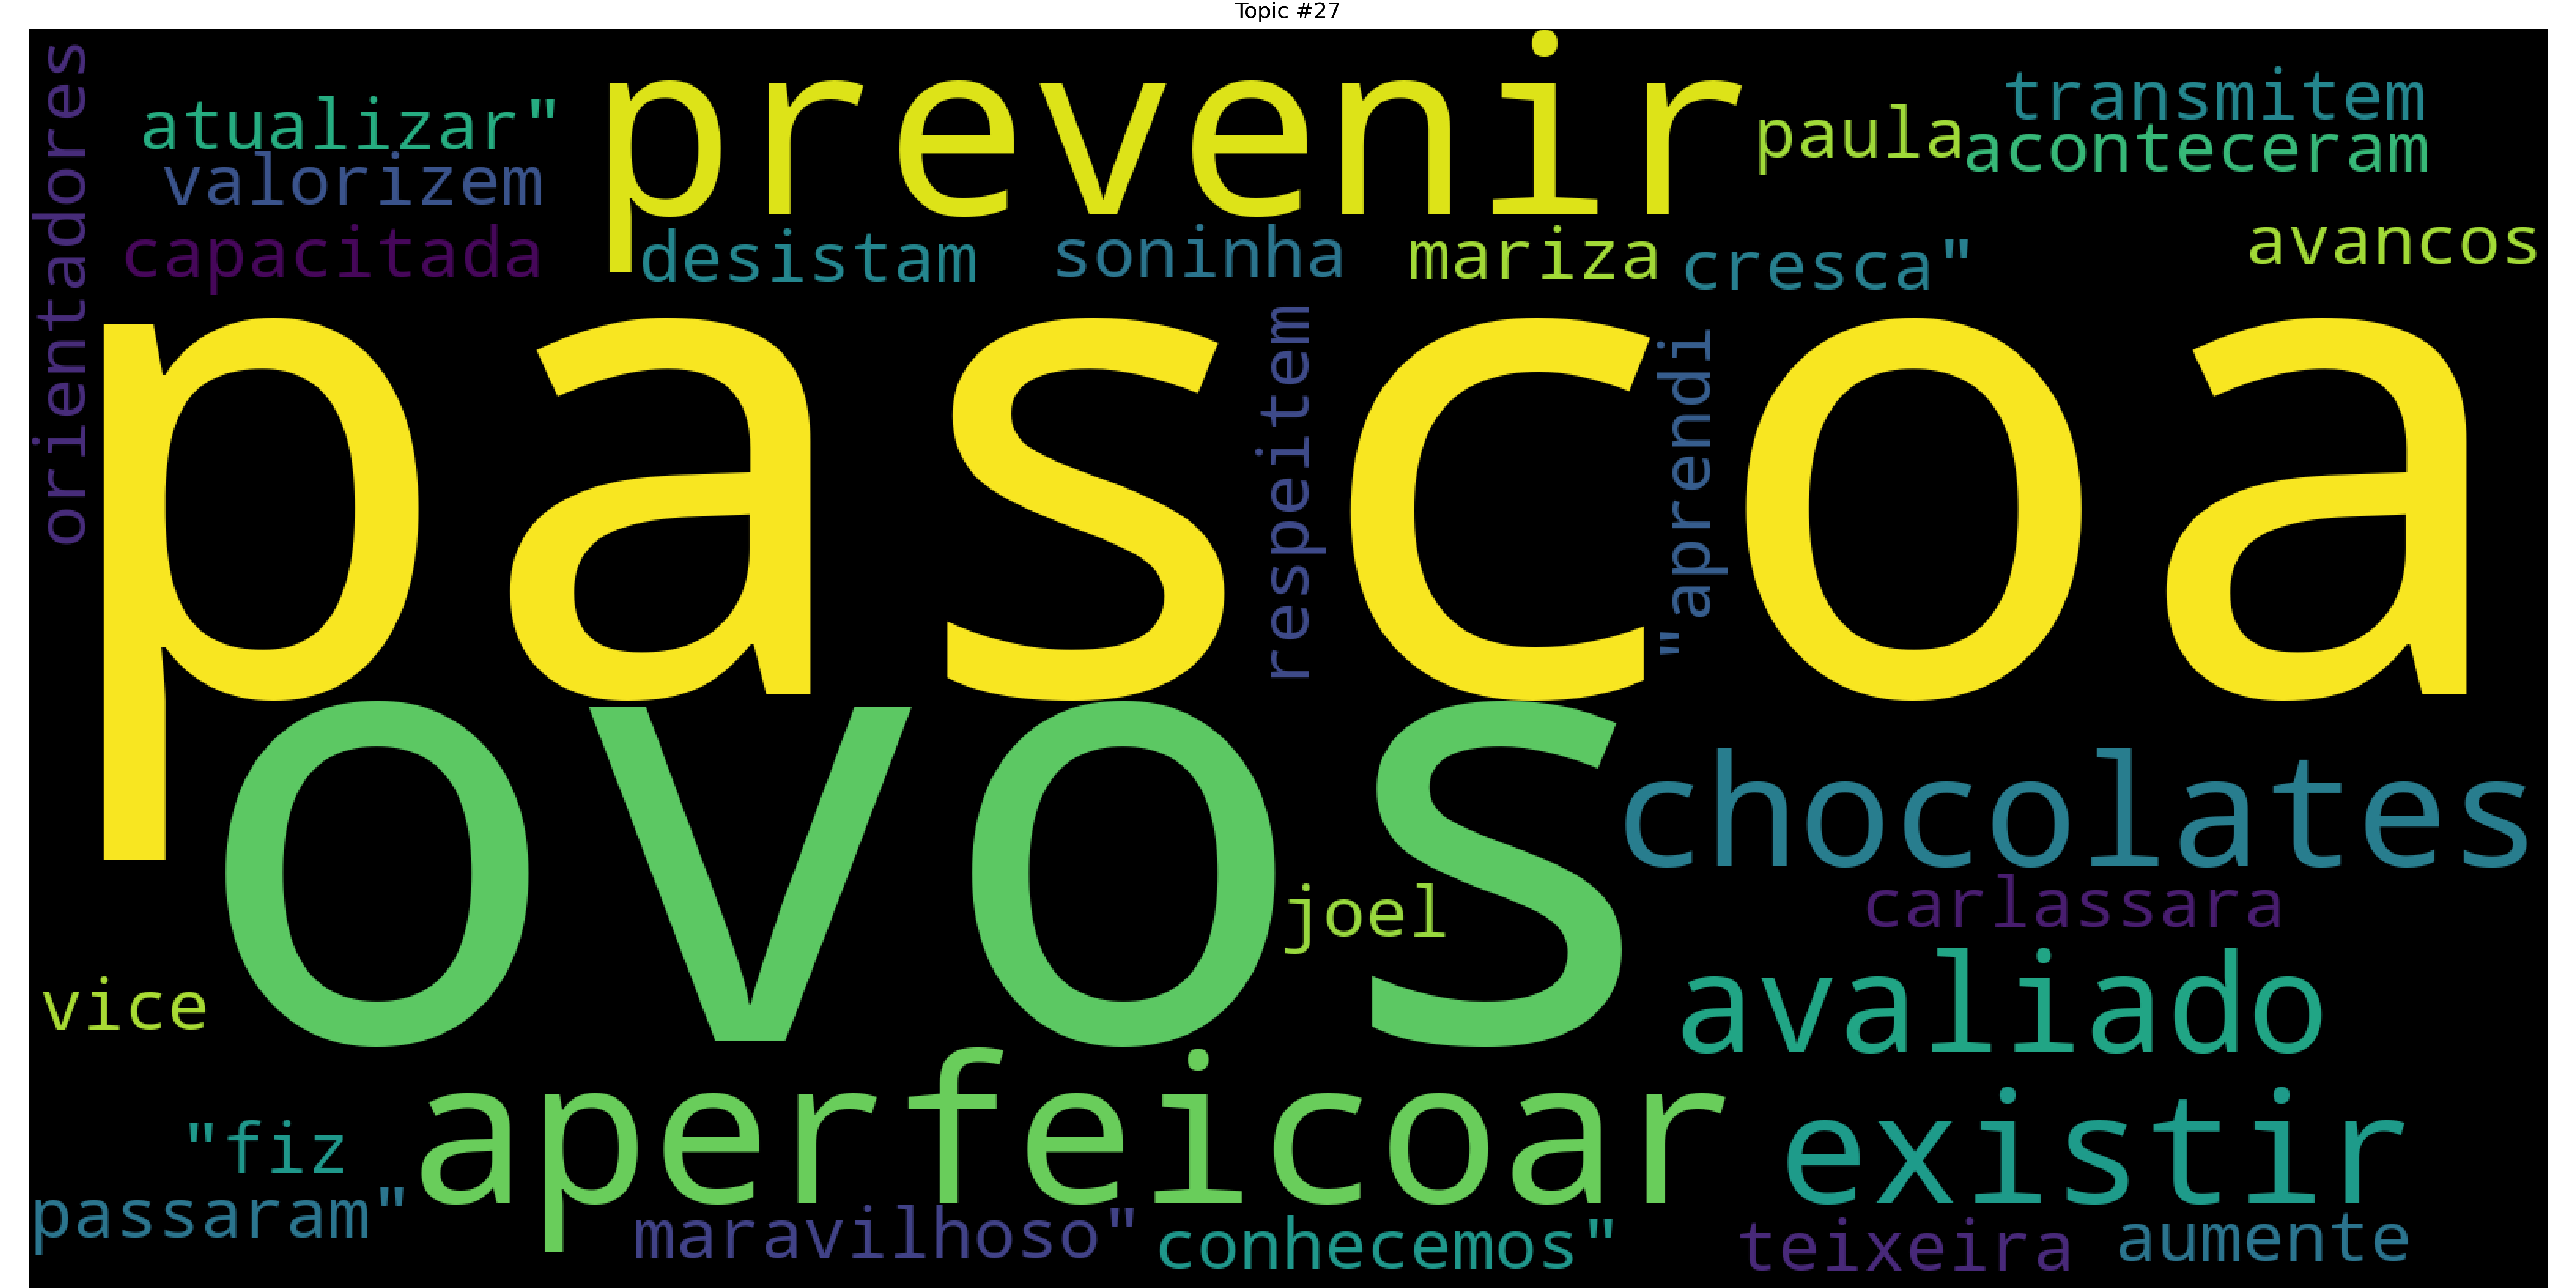 Topic #27
orientadores
atualizar"
prevenir
paula
transmitem
valorizem
aconteceram
capacitada
desistam
soninha
mariza
cresca"
avancos
pascoa
respeitem
"aprendi
ovos
chocolates
joel
carlassara
vice
avaliado
"fiz
aperfeicoar
existir
passaram"
maravilhoso"
conhecemos"
teixeira
aumente